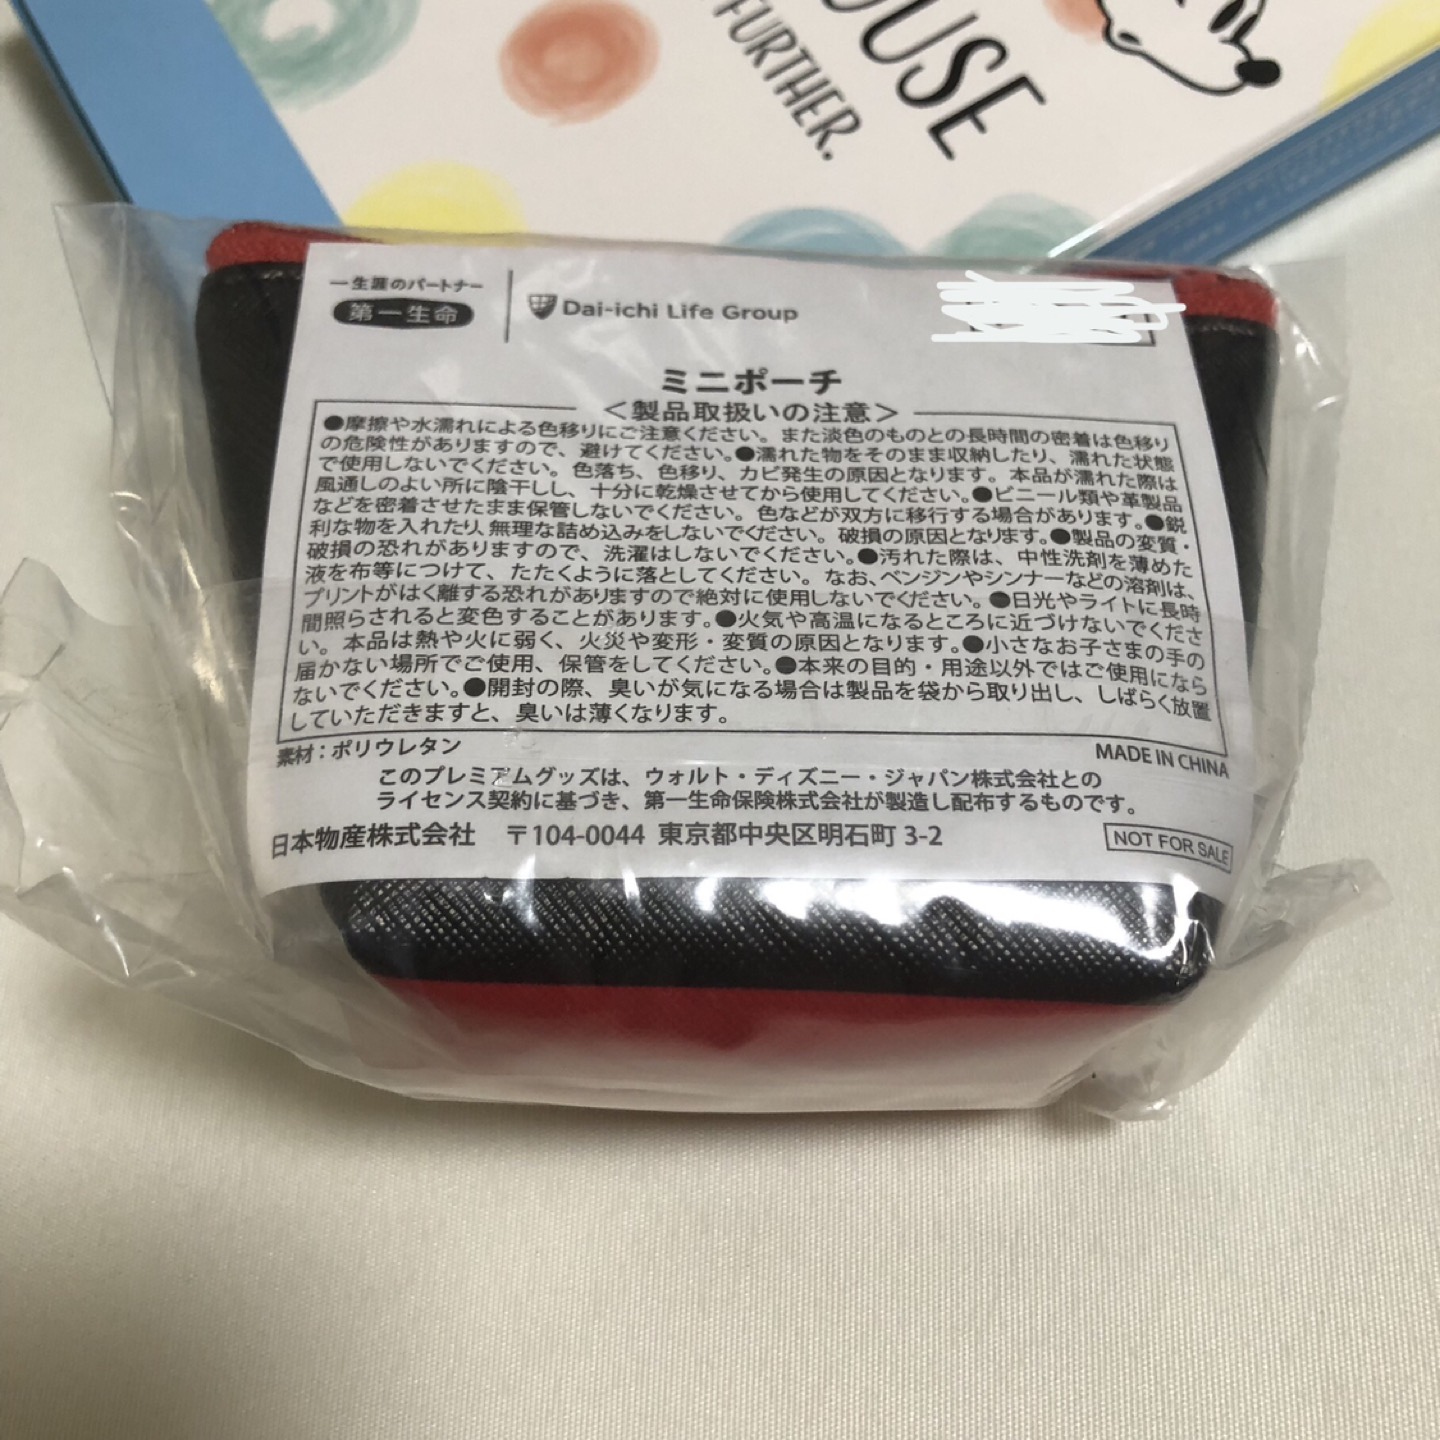 OUSE
FURTHER.
一生涯のパートナー
第一生命
Dai-ichi Life Group
ミニポーチ
＜製品取扱いの注意＞
●摩擦や水濡れによる色移りにご注意ください。また淡色のものとの長時間の密着は色移り
の危険性がありますので、避けてください。●濡れた物をそのまま収納したり、濡れた状態
で使用しないでください。色落ち、色移り、カビ発生の原因となります。本品が濡れた際は
風通しのよい所に陰干しし、十分に乾燥させてから使用してください。●ビニール類や革製品
などを密着させたまま保管しないでください。色などが双方に移行する場合があります。●鋭
利な物を入れたり、無理な詰め込みをしないでください。破損の原因となります。●製品の変質・
破損の恐れがありますので、洗濯はしないでください。●汚れた際は、中性洗剤を薄めた
液を布等につけて、たたくように落としてください。なお、ベンジンやシンナーなどの溶剤は、
プリントがはく離する恐れがありますので絶対に使用しないでください。●日光やライトに長時
間照らされると変色することがあります。●火気や高温になるところに近づけないでくださ
い。本品は熱や火に弱く、火災や変形・変質の原因となります。●小さなお子さまの手の
届かない場所でご使用、保管をしてください。●本来の目的・用途以外ではご使用になら
ないでください。●開封の際、臭いが気になる場合は製品を袋から取り出し、しばらく放置
していただきますと、臭いは薄くなります。
素材：ポリウレタン
MADE IN CHINA
このプレミアムグッズは、ウォルト・ディズニー・ジャパン株式会社との
ライセンス契約に基づき、第一生命保険株式会社が製造し配布するものです。
日本物産株式会社 〒104-0044 東京都中央区明石町 3-2
NOT FOR SALE